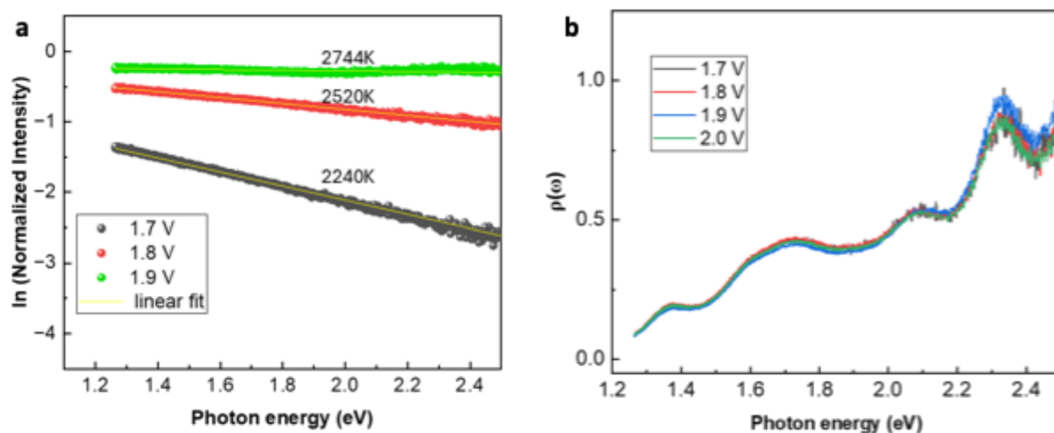 a
0
−1
−2
−3
−4
ln (Normalized Intensity)
2744K
2520K
2240K
1.7 V
1.8 V
1.9 V
linear fit
1.2 1.4 1.6 1.8 2.0 2.2 2.4
Photon energy (eV)
b
1.0
0.5
0.0
ρ(ω)
1.7 V
1.8 V
1.9 V
2.0 V
1.2 1.4 1.6 1.8 2.0 2.2 2.4
Photon energy (eV)